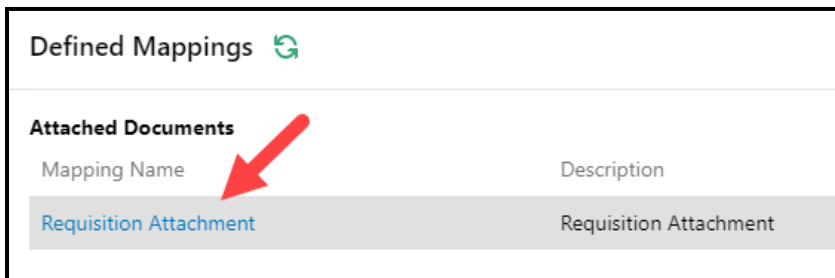 Defined Mappings
Attached Documents
Mapping Name Description
Requisition Attachment Requisition Attachment